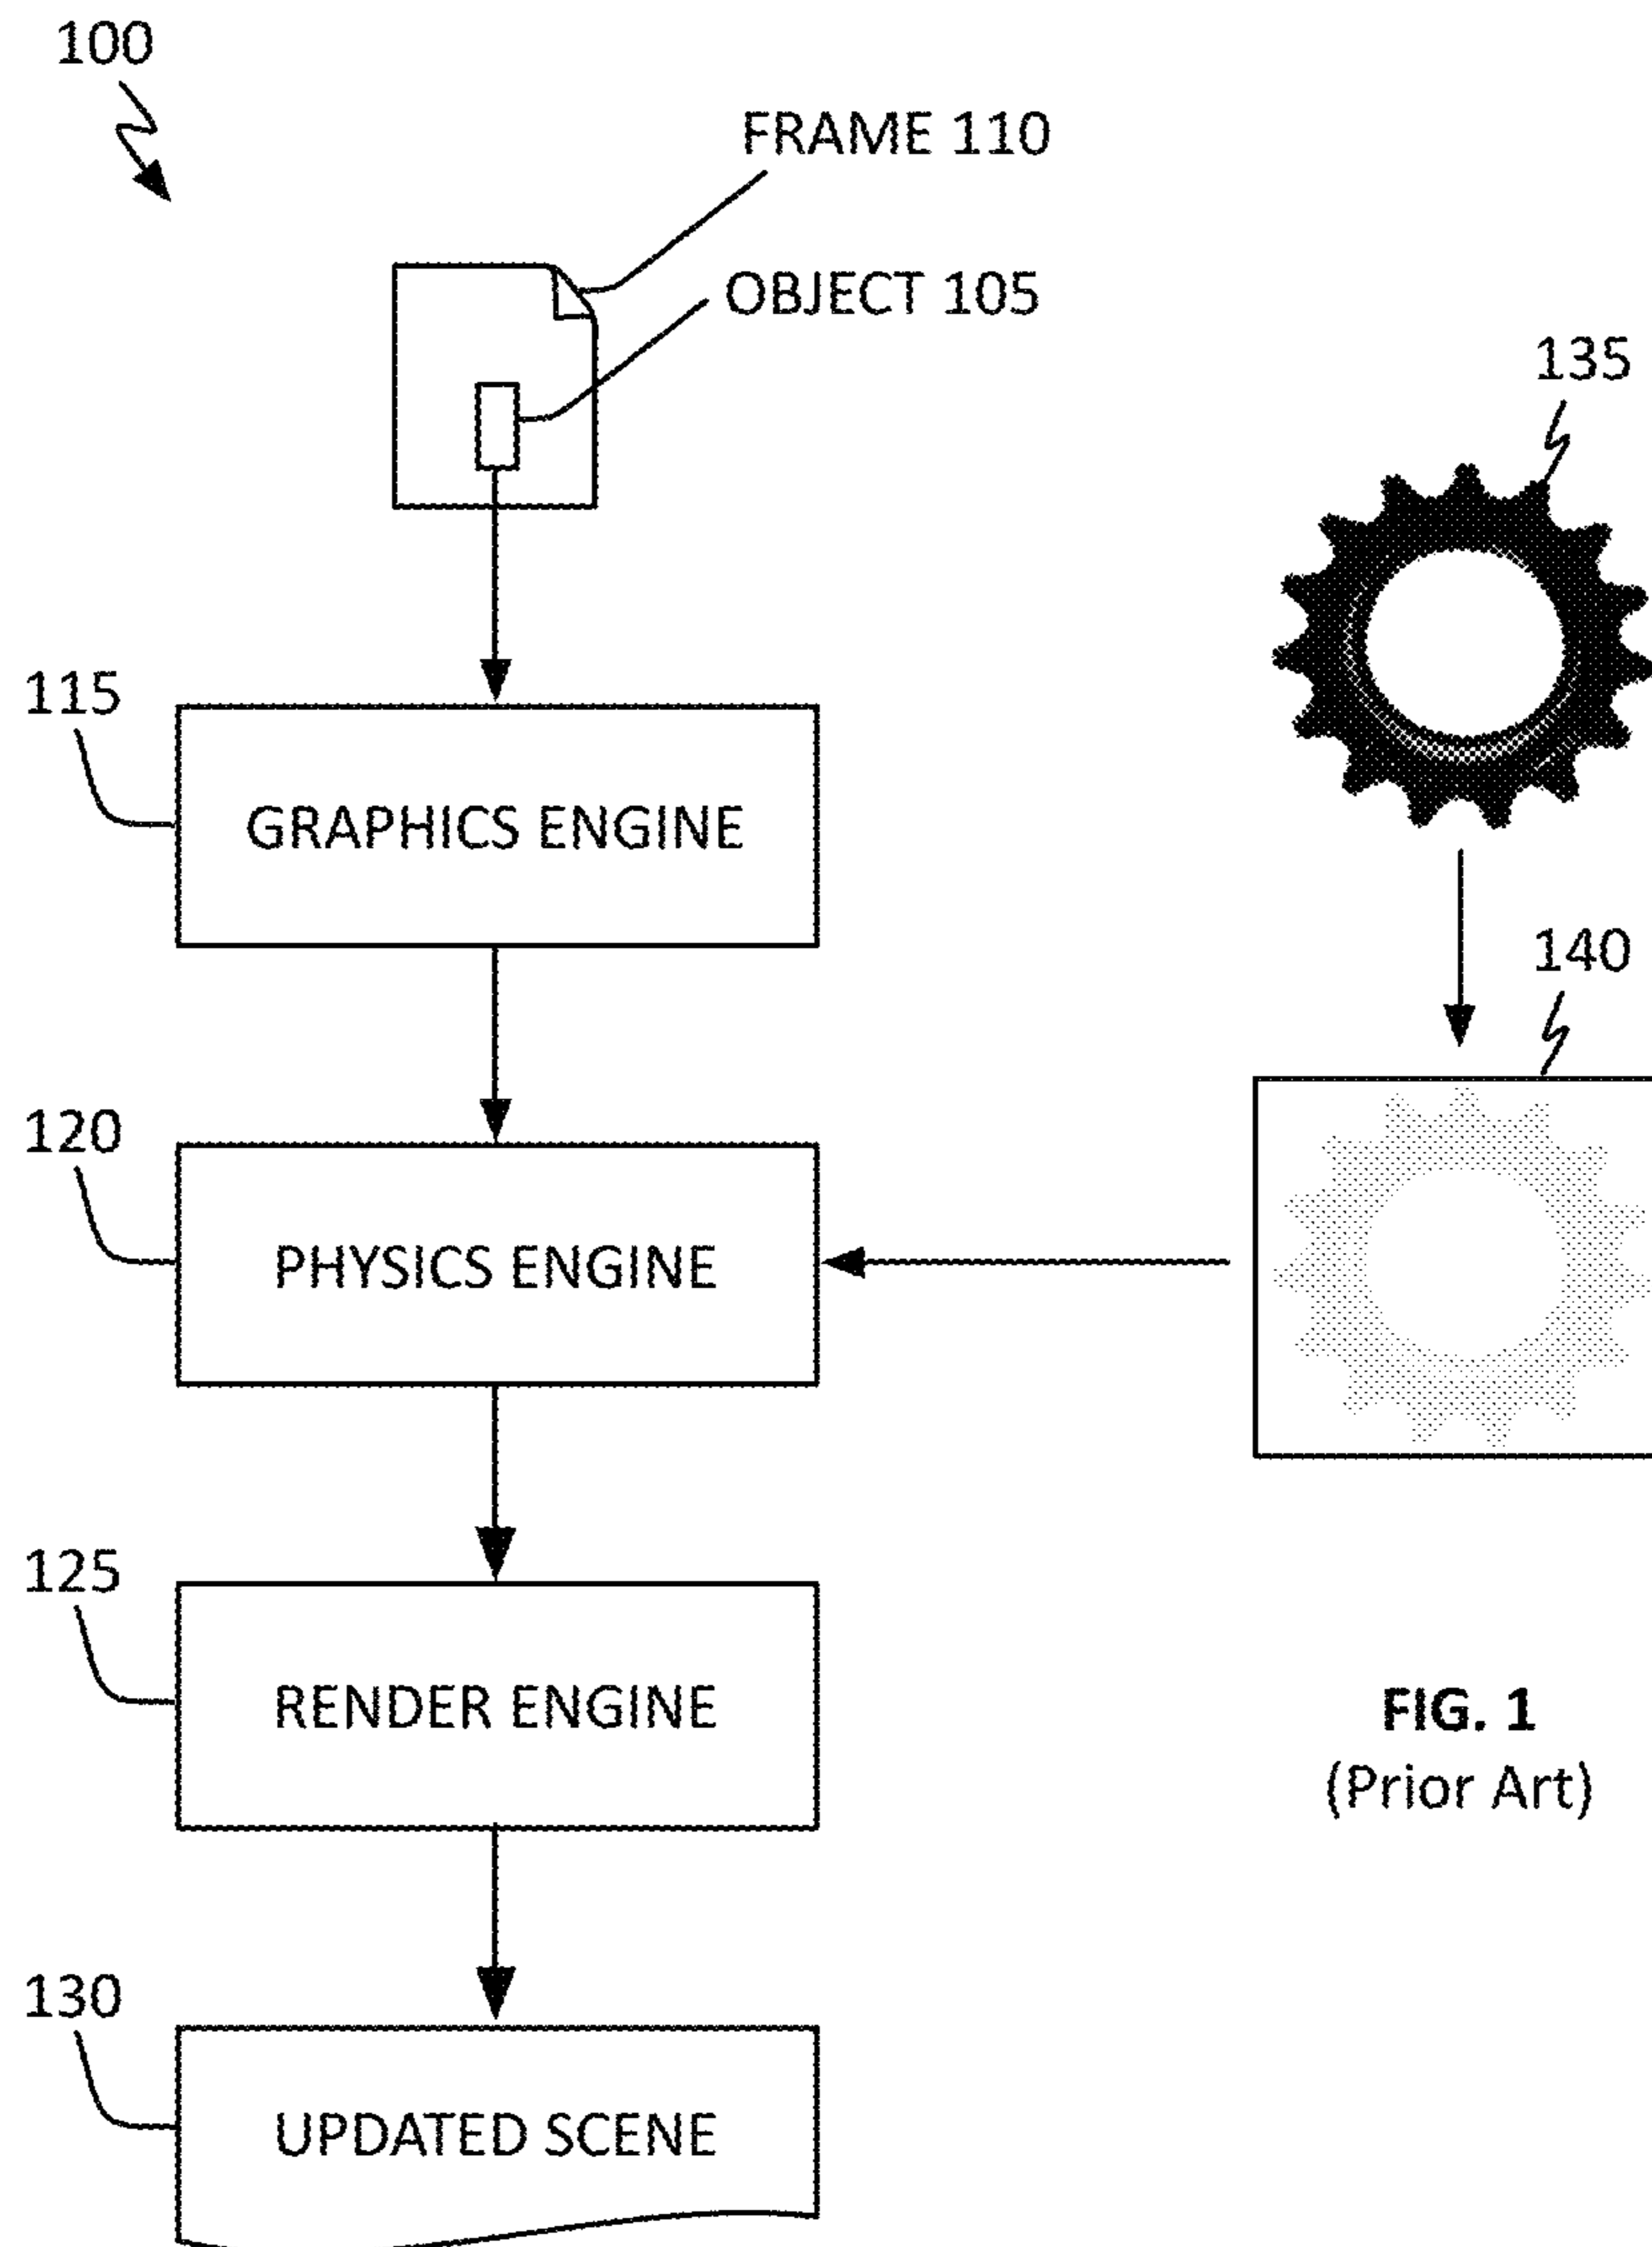 100
FRAME 110
OBJECT 105
135
115
GRAPHICS ENGINE
140
120
PHYSICS ENGINE
125
RENDER ENGINE
FIG. 1
(Prior Art)
130
UPDATED SCENE